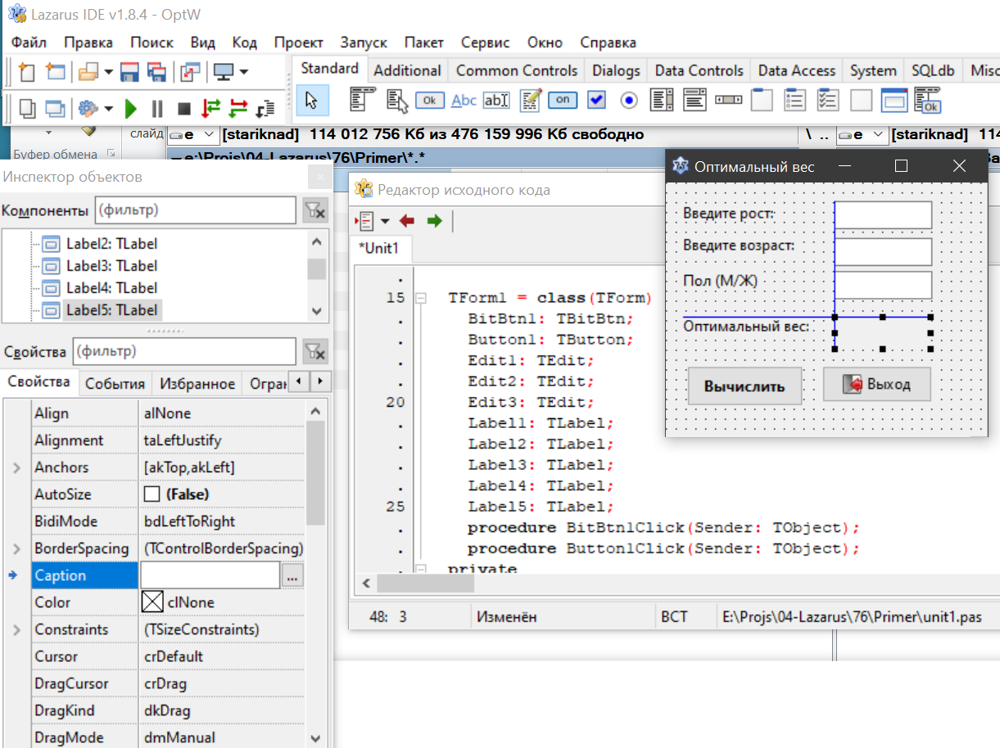 Lazarus IDE v1.8.4 - OptW
Файл Правка Поиск Вид Код Проект Запуск Пакет Сервис Окно Справка
Standard Additional Common Controls Dialogs Data Controls Data Access System SQLdb Misc
Ok Abc abI on Ok
слайд e [stariknad] 114 012 756 Кб из 476 159 996 Кб свободно \ .. e [stariknad] 114
Буфер обмена e:\Projs\04-Lazarus\76\Primer\*.*
Инспектор объектов
Компоненты (фильтр)
Label2: TLabel
Label3: TLabel
Label4: TLabel
Label5: TLabel
Свойства (фильтр)
Свойства События Избранное Огран
Align alNone
Alignment taLeftJustify
Anchors [akTop,akLeft]
AutoSize (False)
BidiMode bdLeftToRight
BorderSpacing (TControlBorderSpacing)
Caption ...
Color clNone
Constraints (TSizeConstraints)
Cursor crDefault
DragCursor crDrag
DragKind dkDrag
DragMode dmManual
Редактор исходного кода
*Unit1
.
15 TForm1 = class(TForm)
. BitBtn1: TBitBtn;
. Button1: TButton;
. Edit1: TEdit;
. Edit2: TEdit;
20 Edit3: TEdit;
. Label1: TLabel;
. Label2: TLabel;
. Label3: TLabel;
. Label4: TLabel;
25 Label5: TLabel;
. procedure BitBtn1Click(Sender: TObject);
. procedure Button1Click(Sender: TObject);
. private
48: 3 Изменён ВСТ E:\Projs\04-Lazarus\76\Primer\unit1.pas
Оптимальный вес
Введите рост:
Введите возраст:
Пол (М/Ж)
Оптимальный вес:
Вычислить Выход